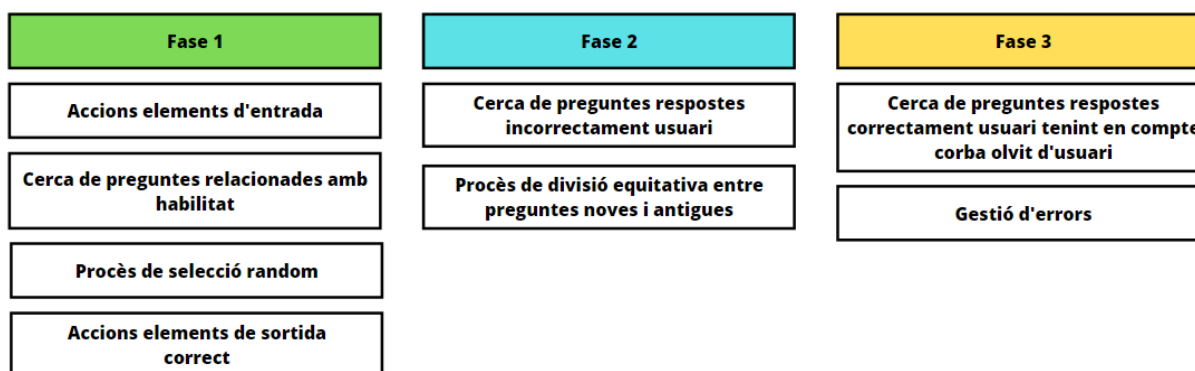 Fase 1
Accions elements d'entrada
Cerca de preguntes relacionades amb
habilitat
Procès de selecció random
Accions elements de sortida
correct
Fase 2
Cerca de preguntes respostes
incorrectament usuari
Procès de divisió equitativa entre
preguntes noves i antigues
Fase 3
Cerca de preguntes respostes
correctament usuari tenint en compte
corba olvit d'usuari
Gestió d'errors